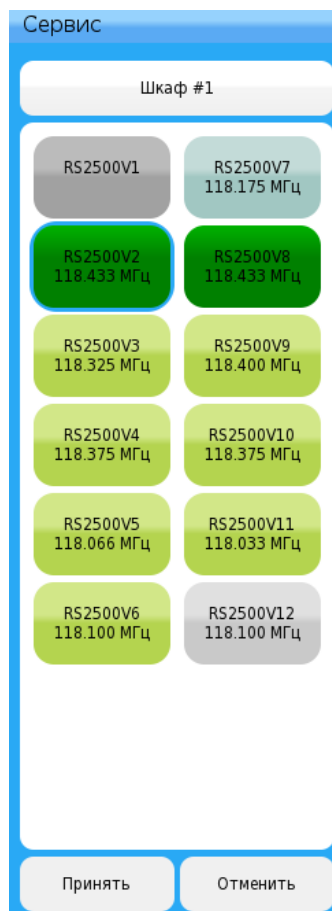 Сервис
Шкаф #1
RS2500V1
RS2500V7
118.175 МГц
RS2500V2
118.433 МГц
RS2500V8
118.433 МГц
RS2500V3
118.325 МГц
RS2500V9
118.400 МГц
RS2500V4
118.375 МГц
RS2500V10
118.375 МГц
RS2500V5
118.066 МГц
RS2500V11
118.033 МГц
RS2500V6
118.100 МГц
RS2500V12
118.100 МГц
Принять
Отменить